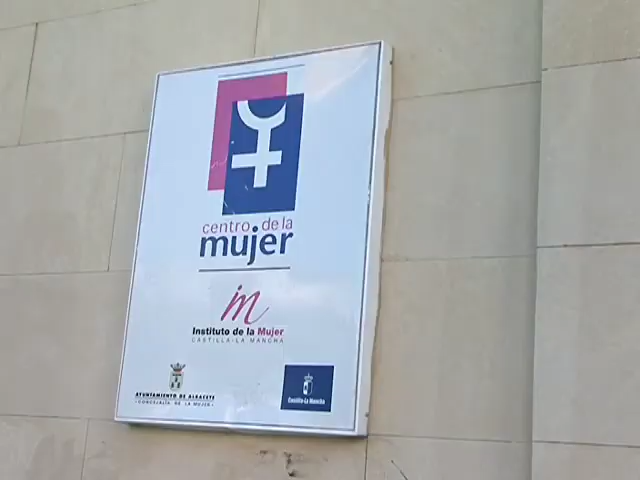 centro de la
mujer
im
Instituto de la Mujer
CASTILLA-LA MANCHA
AYUNTAMIENTO DE ALBACETE
CONCEJALÍA DE LA MUJER
Castilla-La Mancha